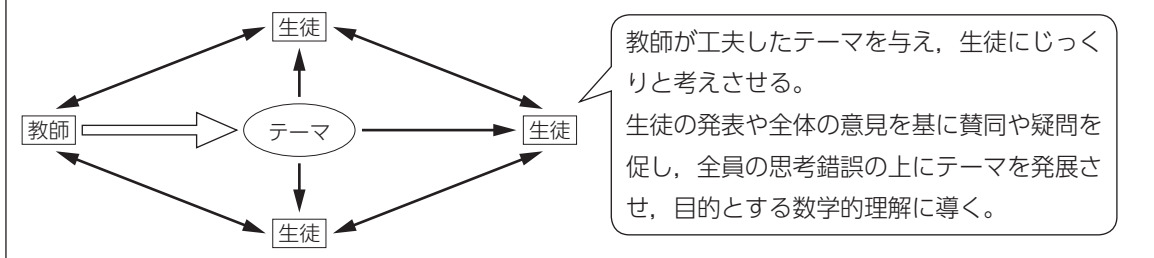 生徒
教師
テーマ
生徒
生徒
教師が工夫したテーマを与え，生徒にじっく
りと考えさせる。
生徒の発表や全体の意見を基に賛同や疑問を
促し，全員の思考錯誤の上にテーマを発展さ
せ，目的とする数学的理解に導く。